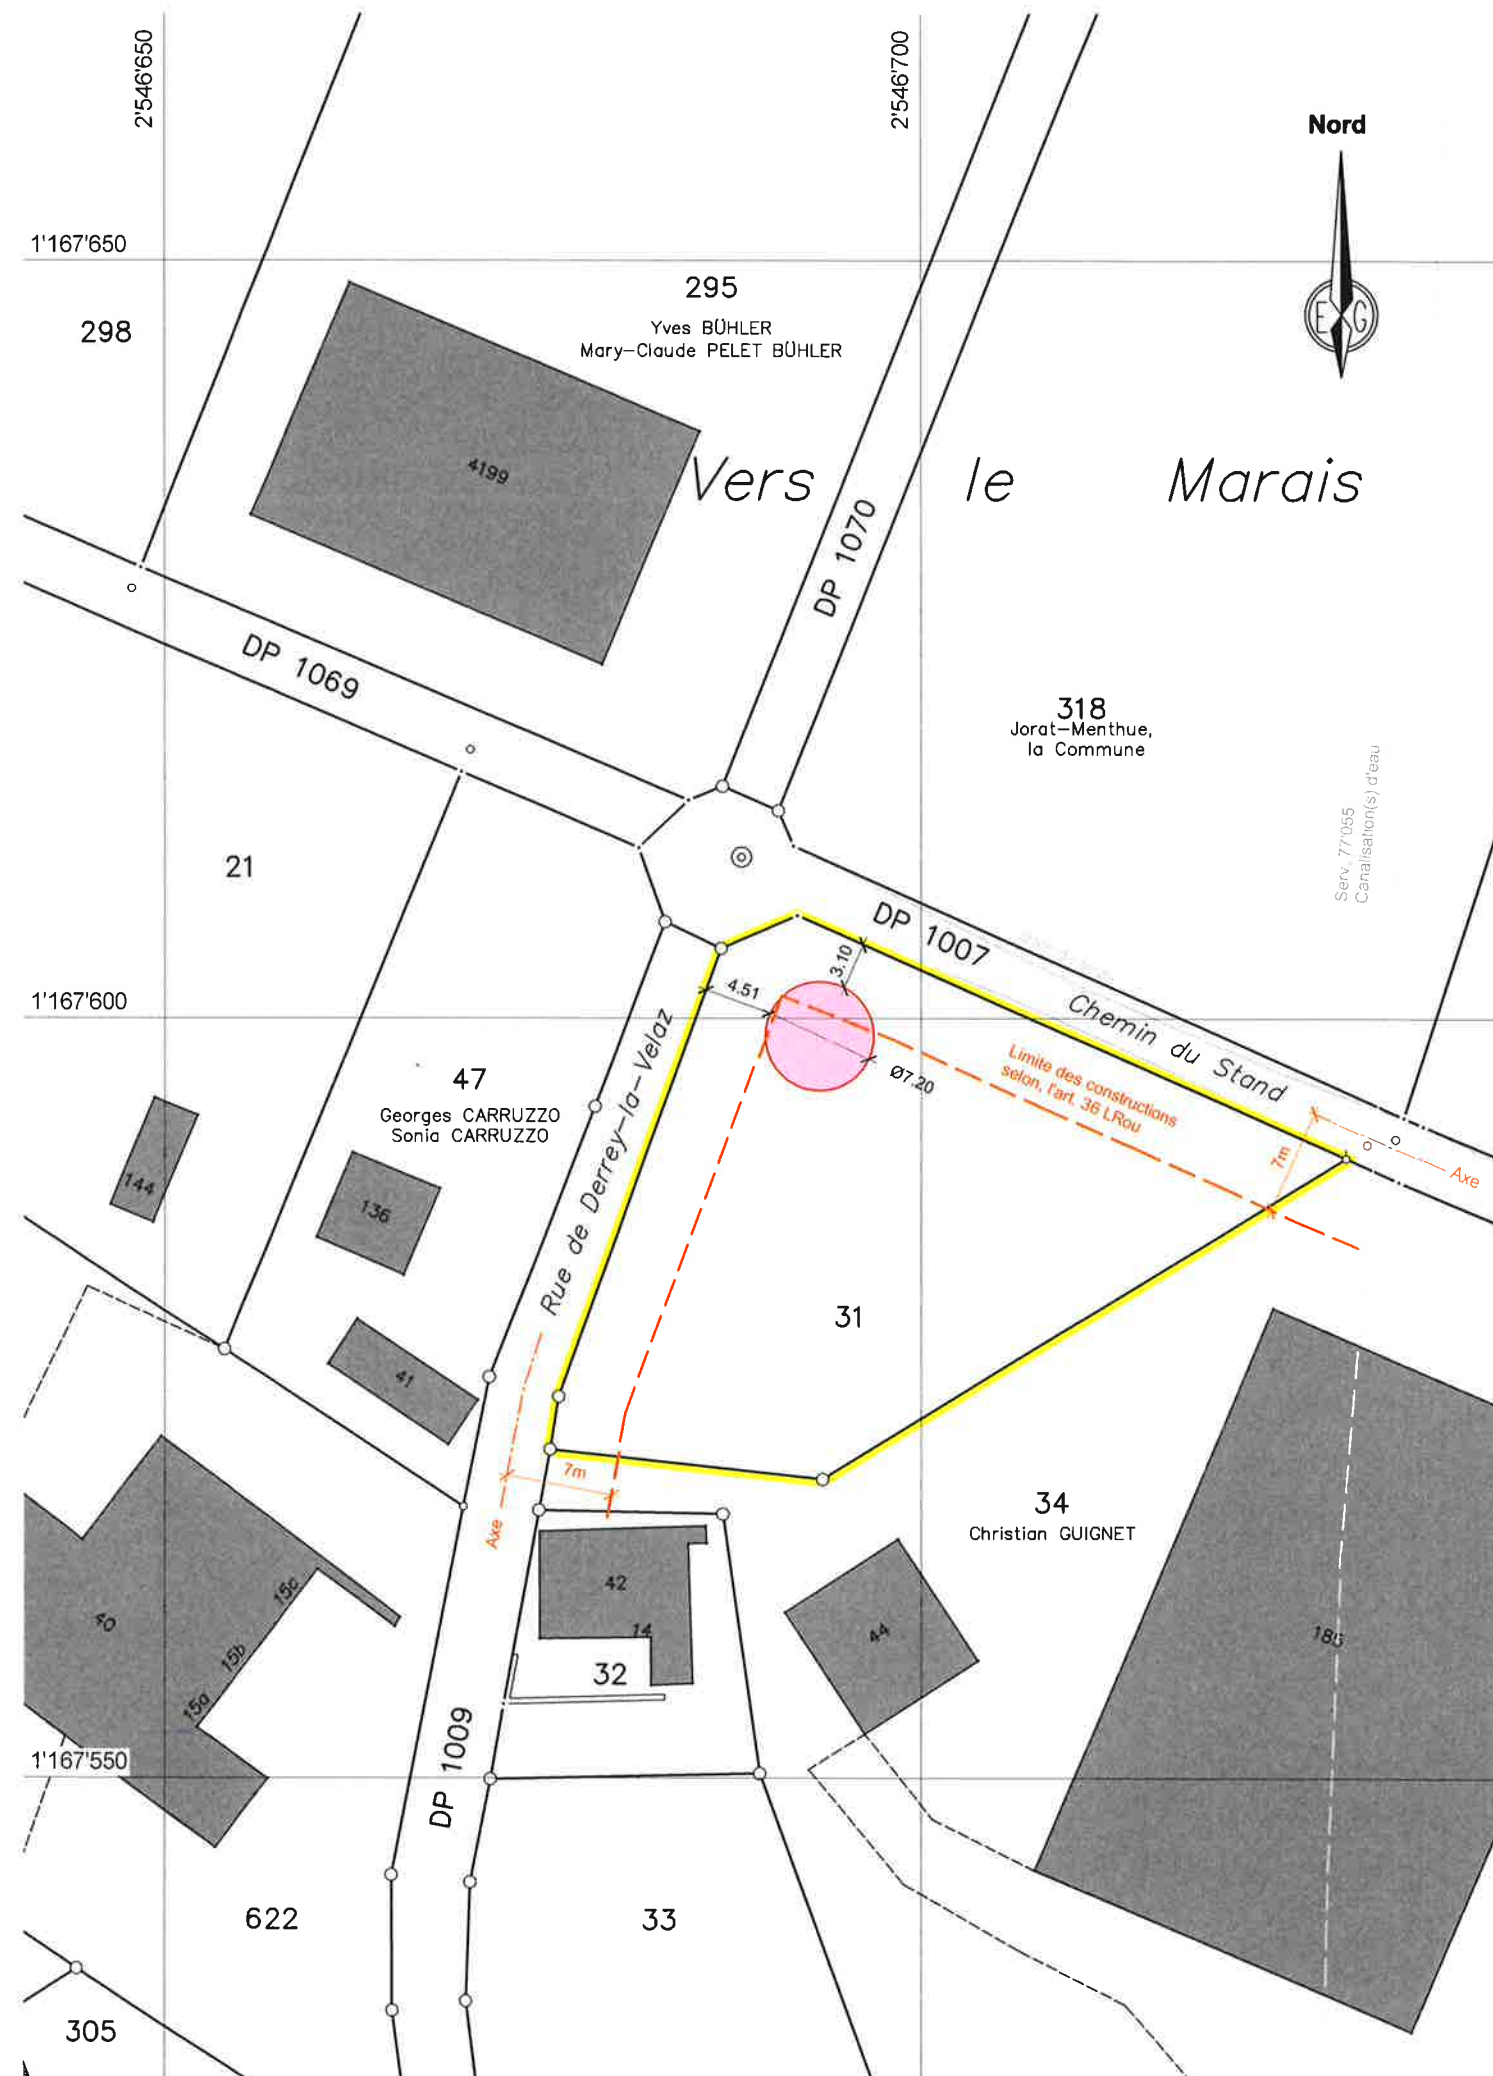 2'546'650
2'546'700
Nord
1'167'650
295
Yves BÜHLER
Mary-Claude PELET BÜHLER
298
E G
4199
Vers le Marais
DP 1070
DP 1069
318
Jorat-Menthue,
la Commune
Serv. 77'055
Canalisation(s) d'eau
21
DP 1007
3.10
4.51
1'167'600
Chemin du Stand
Ø7.20
Limite des constructions
selon, l'art. 36 LRou
47
Georges CARRUZZO
Sonia CARRUZZO
Rue de Derrey-la-Velaz
7m
Axe
144
136
31
41
7m
Axe
34
Christian GUIGNET
42
14
15c
40
15b
44
185
32
15a
DP 1009
1'167'550
622
33
305